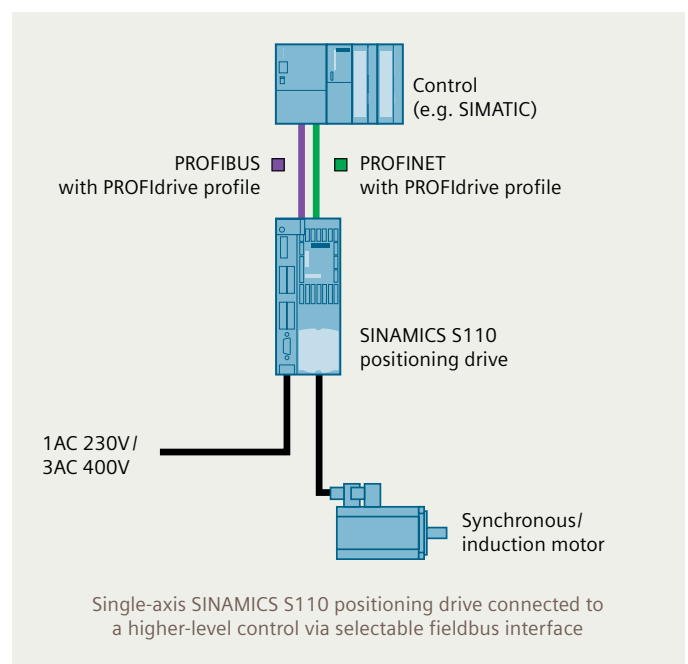 Control
(e.g. SIMATIC)
PROFIBUS
with PROFIdrive profile
PROFINET
with PROFIdrive profile
SINAMICS S110
positioning drive
1AC 230V/
3AC 400V
Synchronous/
induction motor
Single-axis SINAMICS S110 positioning drive connected to
a higher-level control via selectable fieldbus interface